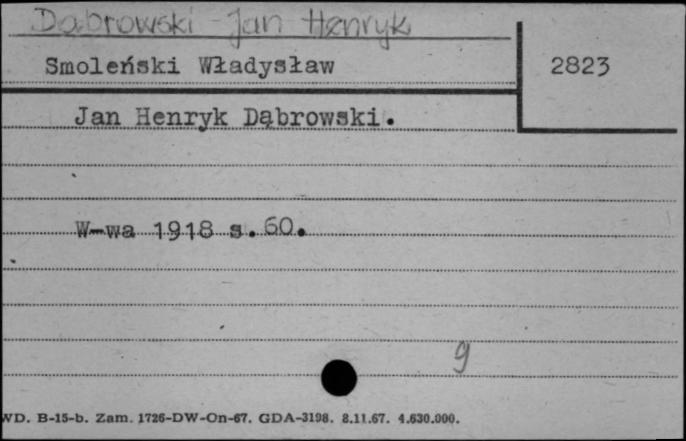 Dąbrowski Jan Henryk
Smoleński Władysław 2823
Jan Henryk Dąbrowski.
W-wa 1918 s. 60.
9
WD. B-15-b. Zam. 1726-DW-On-67. GDA-3198. 8.11.67. 4.630.000.